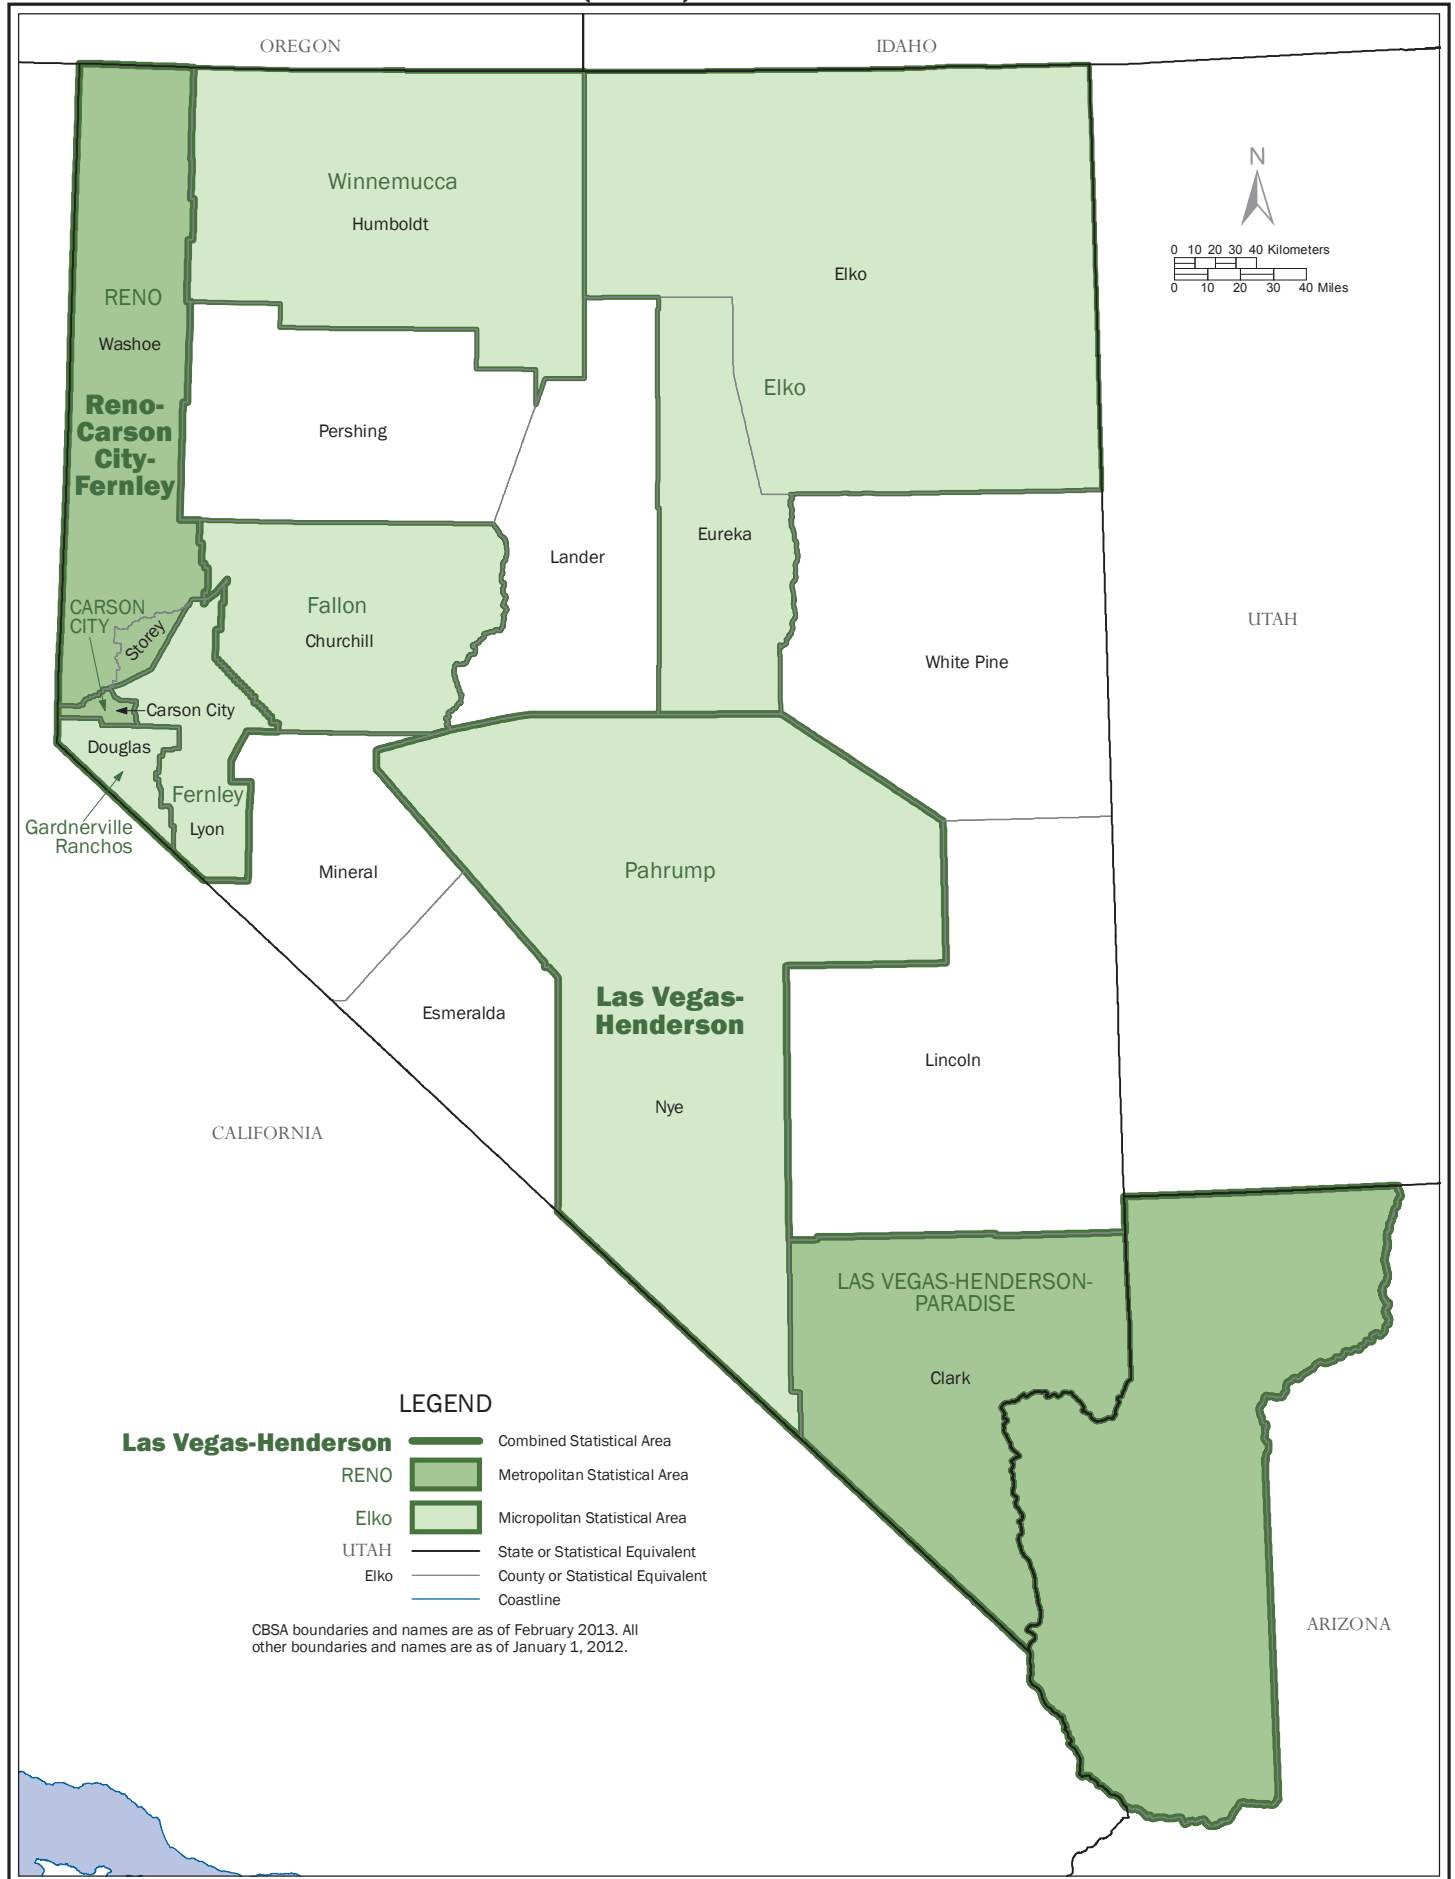 OREGON
IDAHO
N
Winnemucca
Humboldt
0 10 20 30 40 Kilometers
0 10 20 30 40 Miles
Elko
RENO
Washoe
Elko
Reno-
Carson
City-
Fernley
Pershing
Eureka
Lander
CARSON
CITY
Fallon
Churchill
UTAH
Storey
White Pine
Carson City
Douglas
Fernley
Lyon
Gardnerville
Ranchos
Mineral
Pahrump
Las Vegas-
Henderson
Esmeralda
Lincoln
Nye
CALIFORNIA
LAS VEGAS-HENDERSON-
PARADISE
Clark
LEGEND
Las Vegas-Henderson Combined Statistical Area
RENO Metropolitan Statistical Area
Elko Micropolitan Statistical Area
UTAH State or Statistical Equivalent
Elko County or Statistical Equivalent
Coastline
CBSA boundaries and names are as of February 2013. All
other boundaries and names are as of January 1, 2012.
ARIZONA